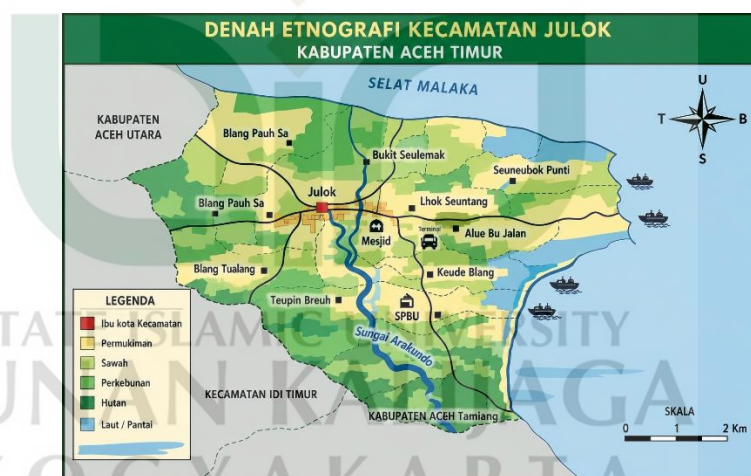 DENAH ETNOGRAFI KECAMATAN JULOK
KABUPATEN ACEH TIMUR
SELAT MALAKA
KABUPATEN
ACEH UTARA
U
T
B
S
Blang Pauh Sa
Bukit Seulemak
Seuneubok Punti
Julok
Blang Pauh Sa
Lhok Seuntang
Mesjid
Terminal
Alue Bu Jalan
Blang Tualang
Keude Blang
Teupin Breuh
SPBU
Sungai Arakundo
LEGENDA
Ibu kota Kecamatan
Permukiman
Sawah
Perkebunan
Hutan
Laut / Pantai
KECAMATAN IDI TIMUR
KABUPATEN ACEH Tamiang
SKALA
0 1 2 Km
STATE ISLAMIC UNIVERSITY
SUNAN KALIJAGA
YOGYAKARTA